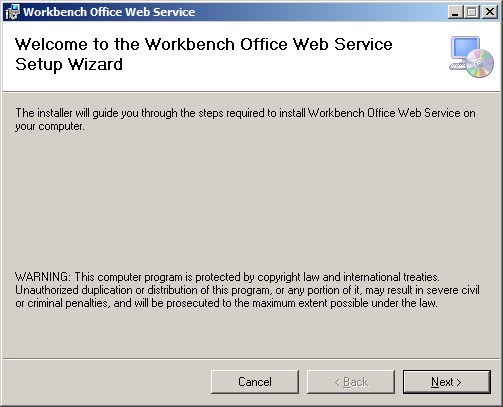 Workbench Office Web Service
Welcome to the Workbench Office Web Service
Setup Wizard
The installer will guide you through the steps required to install Workbench Office Web Service on
your computer.
WARNING: This computer program is protected by copyright law and international treaties.
Unauthorized duplication or distribution of this program, or any portion of it, may result in severe civil
or criminal penalties, and will be prosecuted to the maximum extent possible under the law.
Cancel
< Back
Next >